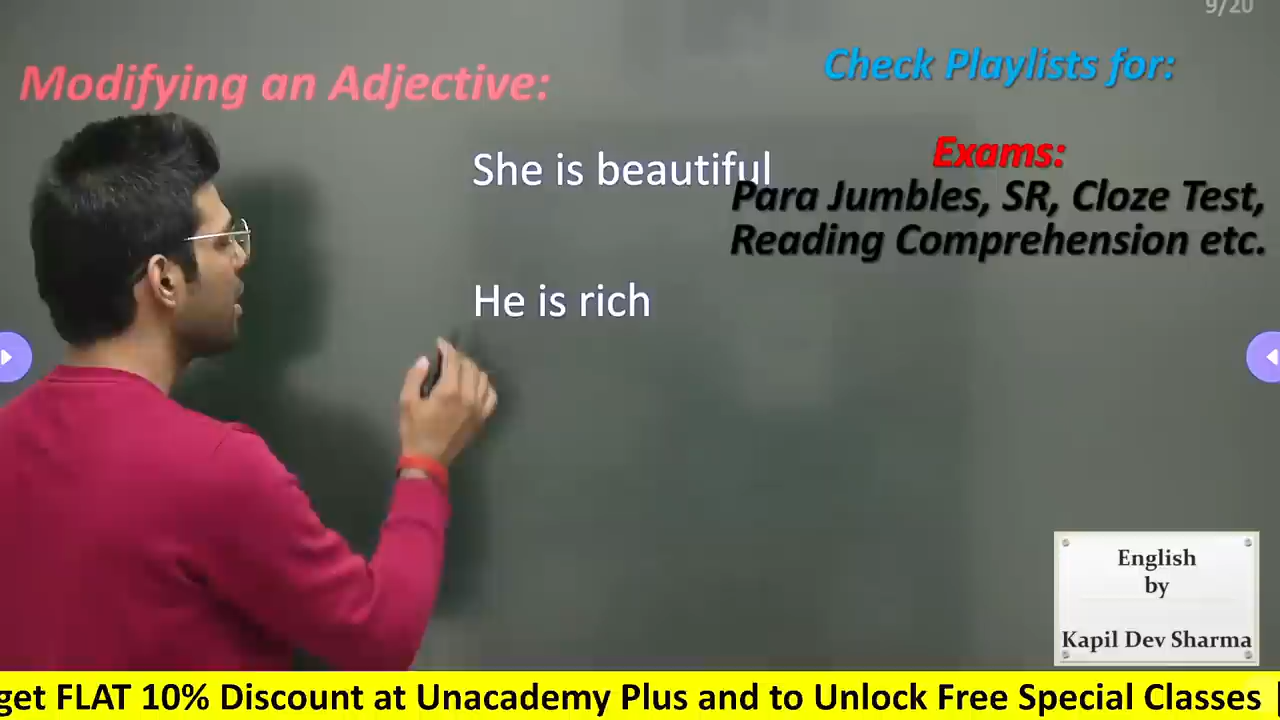 9/20
Modifying an Adjective:
Check Playlists for:
She is beautiful
Exams:
Para Jumbles, SR, Cloze Test,
Reading Comprehension etc.
He is rich
English
by
Kapil Dev Sharma
get FLAT 10% Discount at Unacademy Plus and to Unlock Free Special Classes